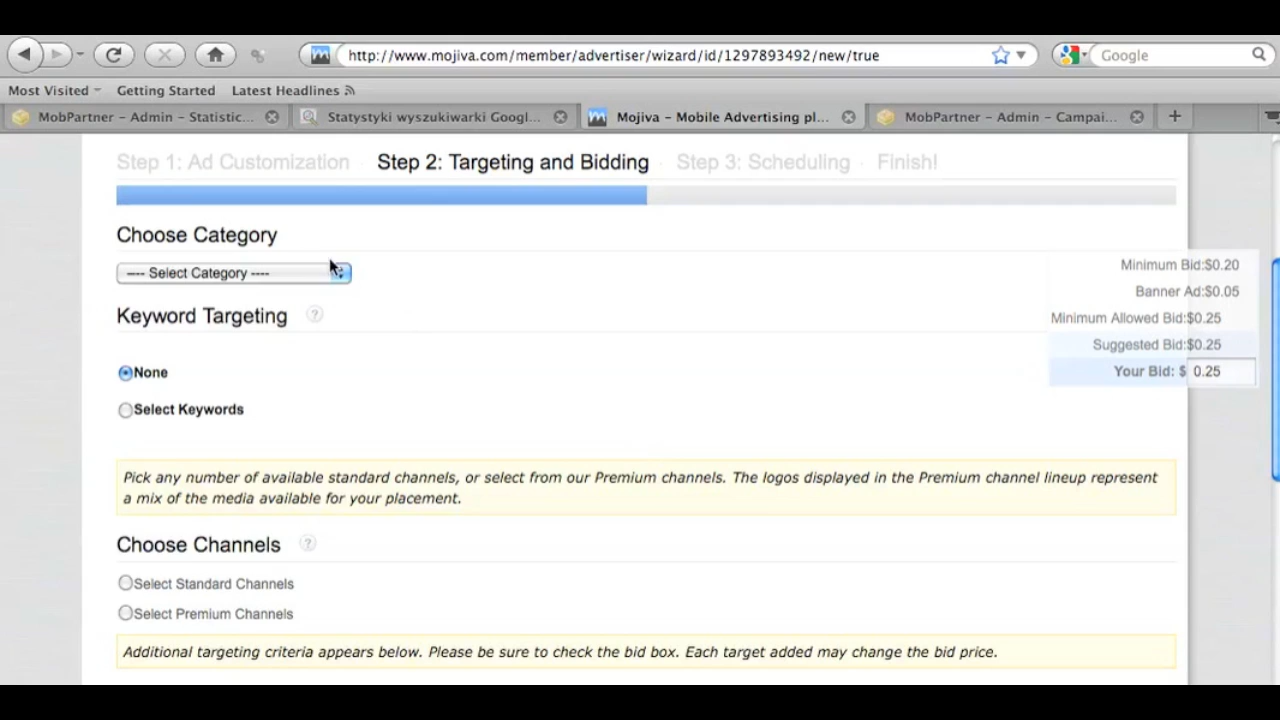 http://www.mojiva.com/member/advertiser/wizard/id/1297893492/new/true
Google
Most Visited
Getting Started
Latest Headlines
MobPartner – Admin – Statistic...
Statystyki wyszukiwarki Googl...
Mojiva – Mobile Advertising pl...
MobPartner – Admin – Campai...
Step 1: Ad Customization · Step 2: Targeting and Bidding · Step 3: Scheduling · Finish!
Choose Category
---- Select Category ----
Minimum Bid:$0.20
Banner Ad:$0.05
Minimum Allowed Bid:$0.25
Suggested Bid:$0.25
Your Bid: $ 0.25
Keyword Targeting ?
None
Select Keywords
Pick any number of available standard channels, or select from our Premium channels. The logos displayed in the Premium channel lineup represent
a mix of the media available for your placement.
Choose Channels ?
Select Standard Channels
Select Premium Channels
Additional targeting criteria appears below. Please be sure to check the bid box. Each target added may change the bid price.